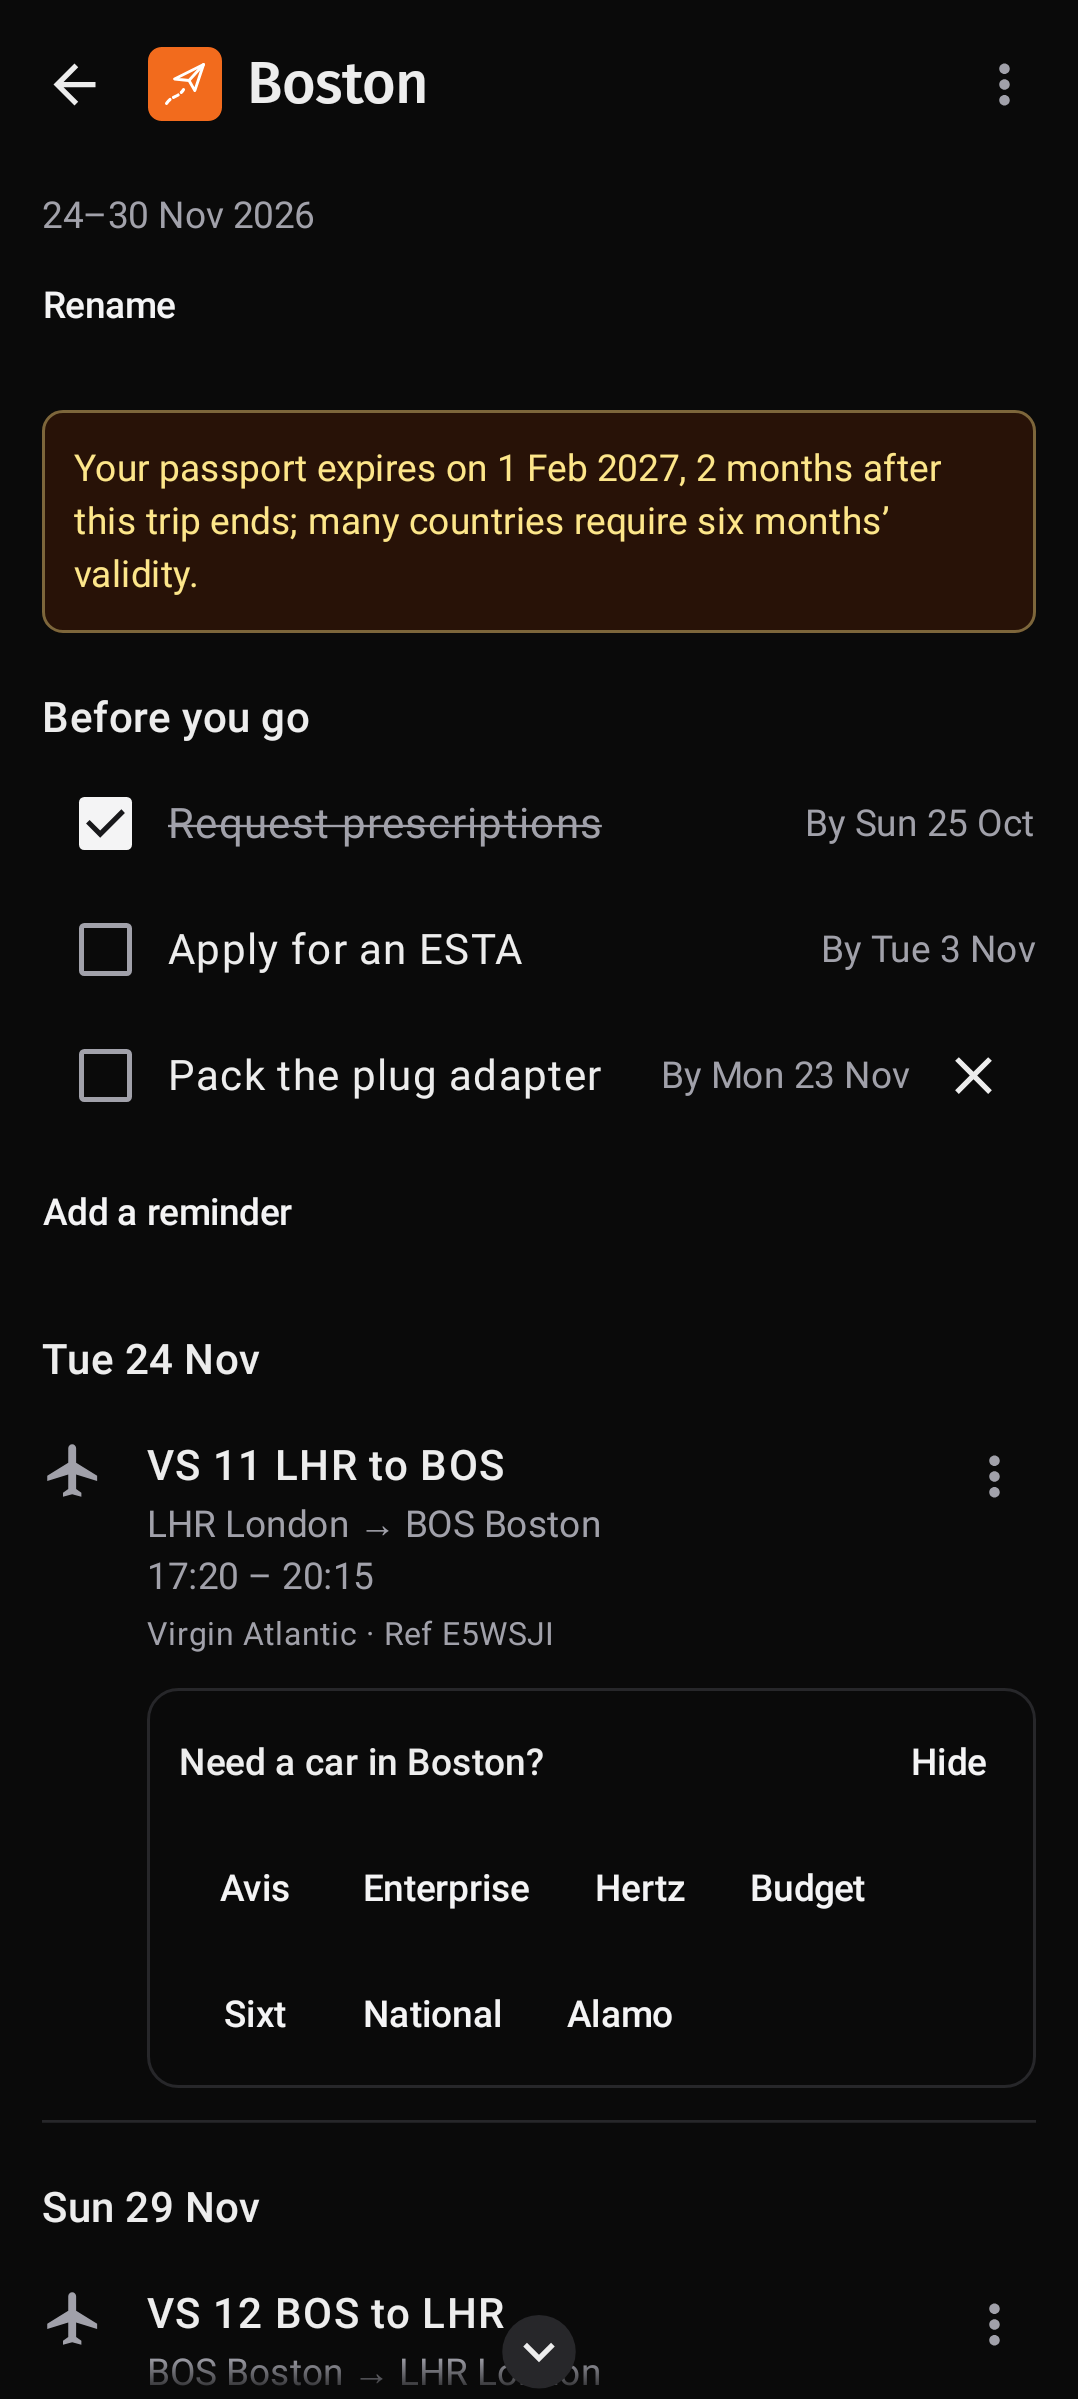 Boston
24–30 Nov 2026
Rename
Your passport expires on 1 Feb 2027, 2 months after
this trip ends; many countries require six months’
validity.
Before you go
Request prescriptions By Sun 25 Oct
Apply for an ESTA By Tue 3 Nov
Pack the plug adapter By Mon 23 Nov
Add a reminder
Tue 24 Nov
VS 11 LHR to BOS
LHR London → BOS Boston
17:20 – 20:15
Virgin Atlantic · Ref E5WSJI
Need a car in Boston? Hide
Avis Enterprise Hertz Budget
Sixt National Alamo
Sun 29 Nov
VS 12 BOS to LHR
BOS Boston → LHR